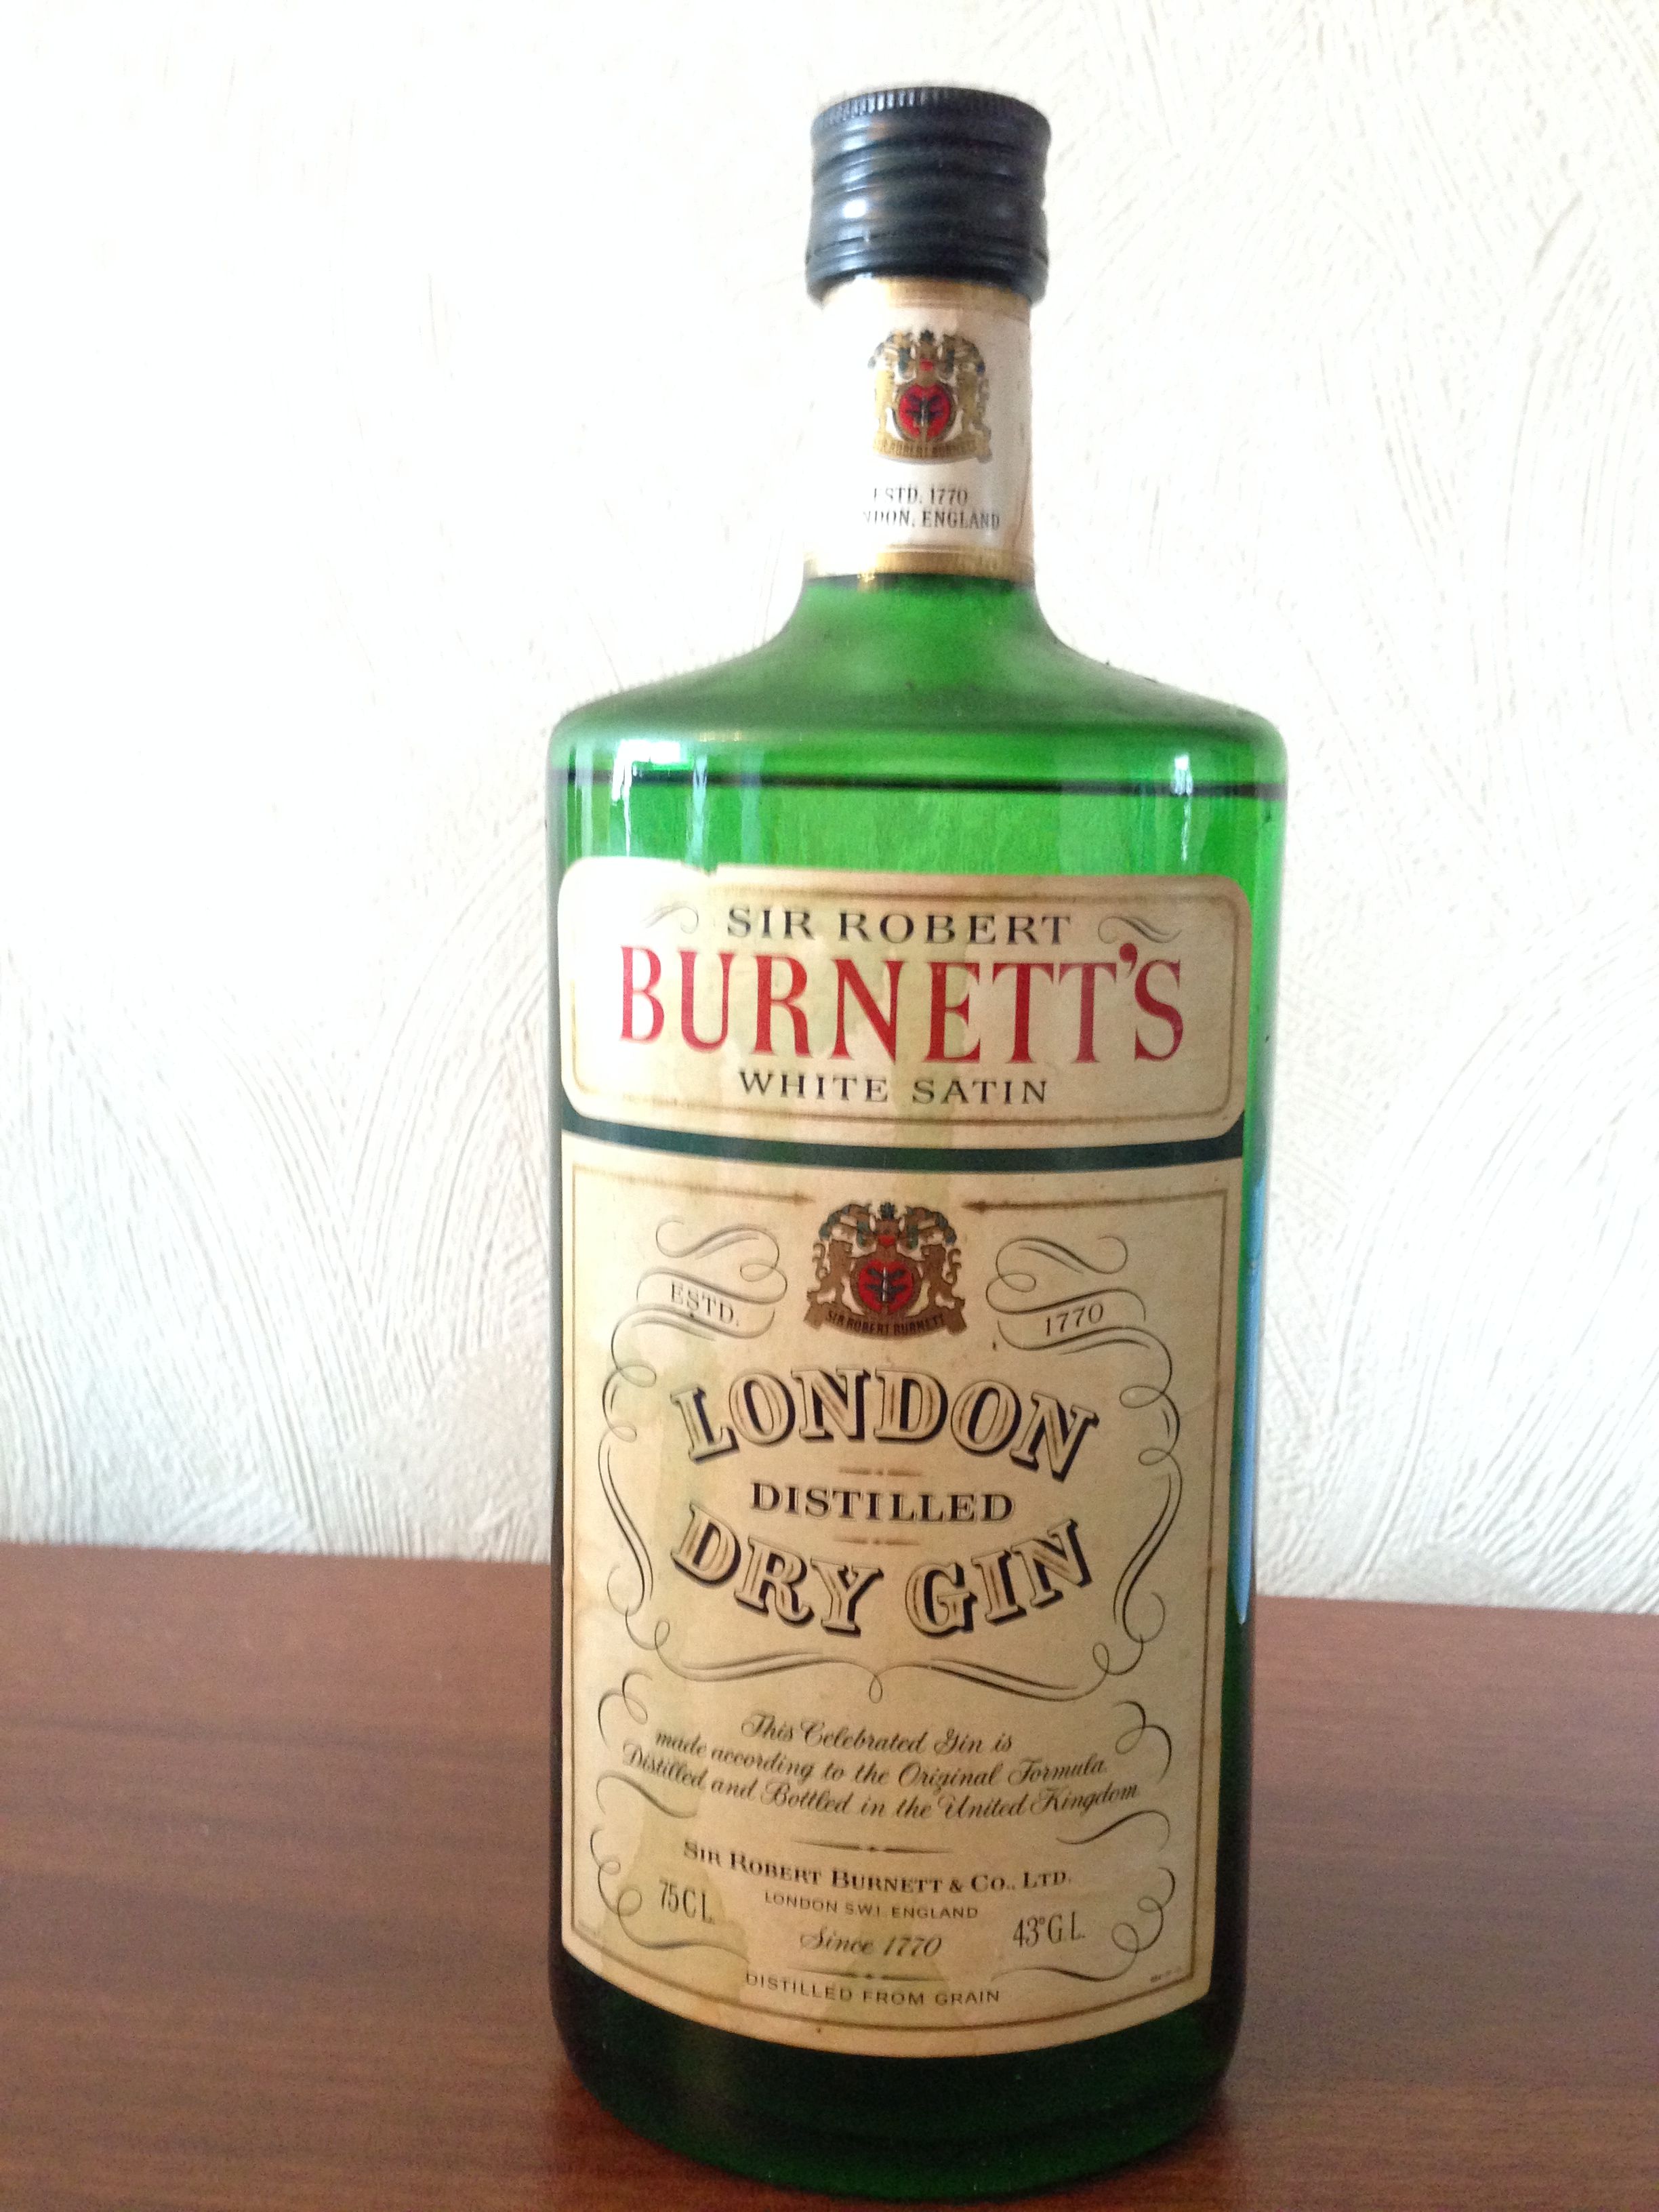 ESTD. 1770
LONDON, ENGLAND
SIR ROBERT
BURNETT'S
WHITE SATIN
ESTD. 1770
SIR ROBERT BURNETT
LONDON
DISTILLED
DRY GIN
This Celebrated Gin is
made according to the Original Formula.
Distilled and Bottled in the United Kingdom
SIR ROBERT BURNETT & CO., LTD.
LONDON SW1 ENGLAND
75CL 43°G.L.
Since 1770
DISTILLED FROM GRAIN